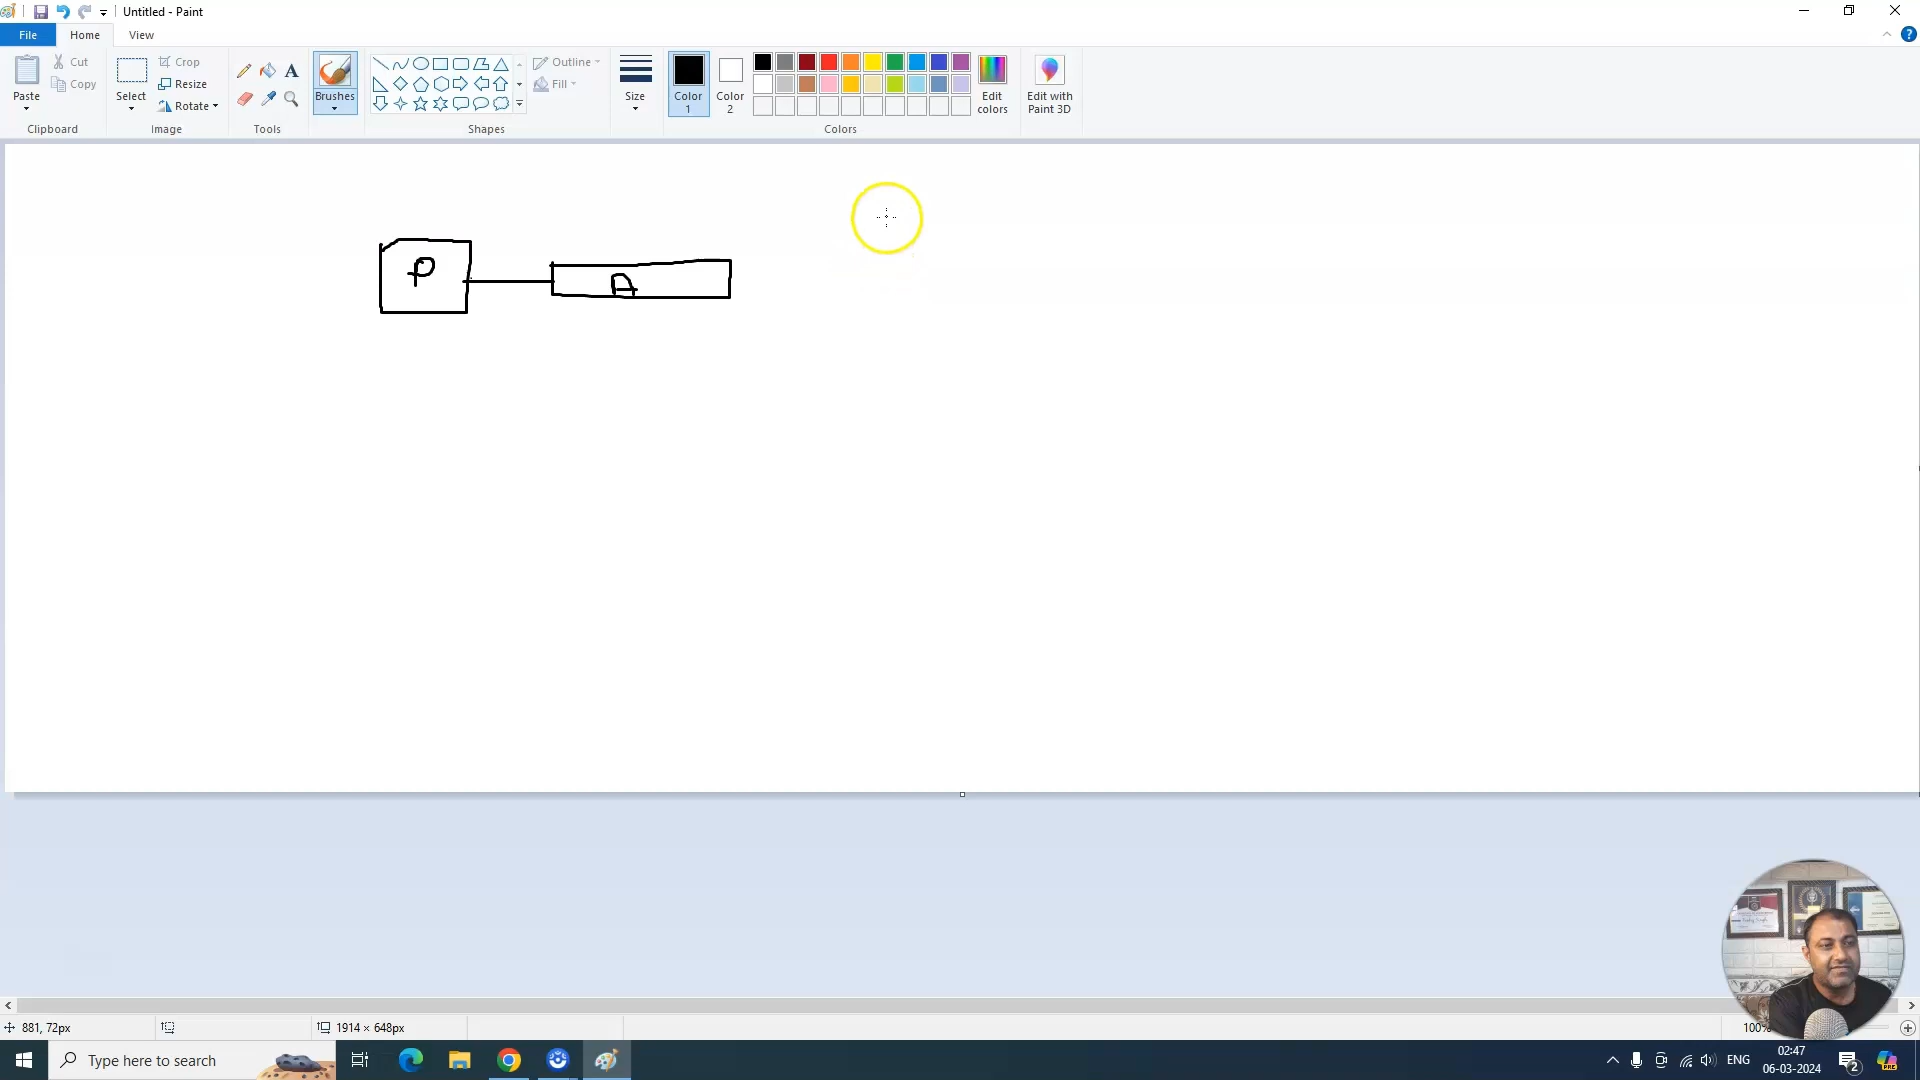 Untitled - Paint
File Home View
Paste
Cut
Copy
Clipboard
Select
Crop
Resize
Rotate
Image
A
Tools
Brushes
Shapes
Outline
Fill
Size
Color 1
Color 2
Edit colors
Colors
Edit with Paint 3D
P
A
881, 72px
1914 × 648px
100%
Type here to search
ENG
02:47
06-03-2024
2
PRE